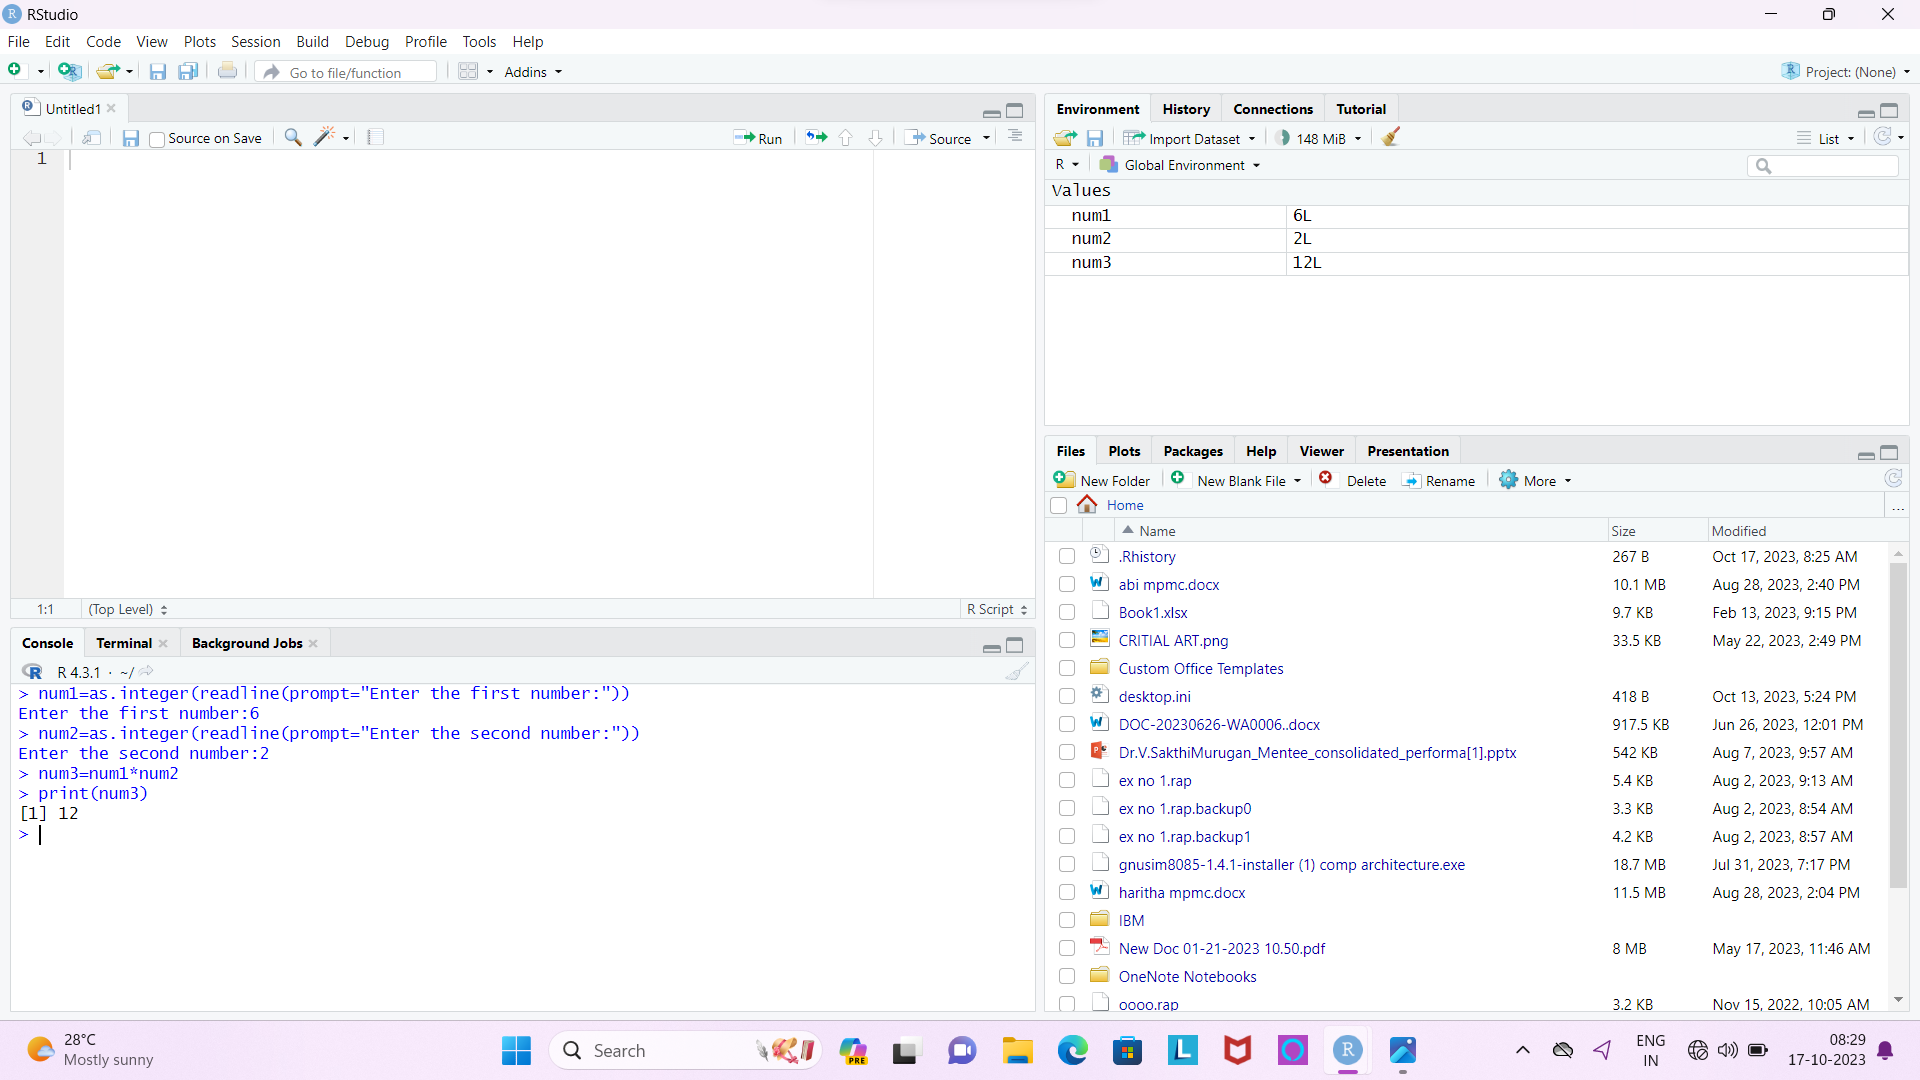 RStudio
File Edit Code View Plots Session Build Debug Profile Tools Help
Go to file/function Addins Project: (None)
Untitled1
Source on Save Run Source
1
1:1 (Top Level) R Script
Console Terminal Background Jobs
R 4.3.1 · ~/
> num1=as.integer(readline(prompt="Enter the first number:"))
Enter the first number:6
> num2=as.integer(readline(prompt="Enter the second number:"))
Enter the second number:2
> num3=num1*num2
> print(num3)
[1] 12
>
Environment History Connections Tutorial
Import Dataset 148 MiB List
R Global Environment
Values
num1 6L
num2 2L
num3 12L
Files Plots Packages Help Viewer Presentation
New Folder New Blank File Delete Rename More
Home ...
Name Size Modified
.Rhistory 267 B Oct 17, 2023, 8:25 AM
abi mpmc.docx 10.1 MB Aug 28, 2023, 2:40 PM
Book1.xlsx 9.7 KB Feb 13, 2023, 9:15 PM
CRITIAL ART.png 33.5 KB May 22, 2023, 2:49 PM
Custom Office Templates
desktop.ini 418 B Oct 13, 2023, 5:24 PM
DOC-20230626-WA0006..docx 917.5 KB Jun 26, 2023, 12:01 PM
Dr.V.SakthiMurugan_Mentee_consolidated_performa[1].pptx 542 KB Aug 7, 2023, 9:57 AM
ex no 1.rap 5.4 KB Aug 2, 2023, 9:13 AM
ex no 1.rap.backup0 3.3 KB Aug 2, 2023, 8:54 AM
ex no 1.rap.backup1 4.2 KB Aug 2, 2023, 8:57 AM
gnusim8085-1.4.1-installer (1) comp architecture.exe 18.7 MB Jul 31, 2023, 7:17 PM
haritha mpmc.docx 11.5 MB Aug 28, 2023, 2:04 PM
IBM
New Doc 01-21-2023 10.50.pdf 8 MB May 17, 2023, 11:46 AM
OneNote Notebooks
oooo.rap 3.2 KB Nov 15, 2022, 10:05 AM
28°C
Mostly sunny
Search
PRE
ENG
IN
08:29
17-10-2023